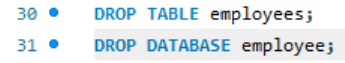 30 DROP TABLE employees;
31 DROP DATABASE employee;